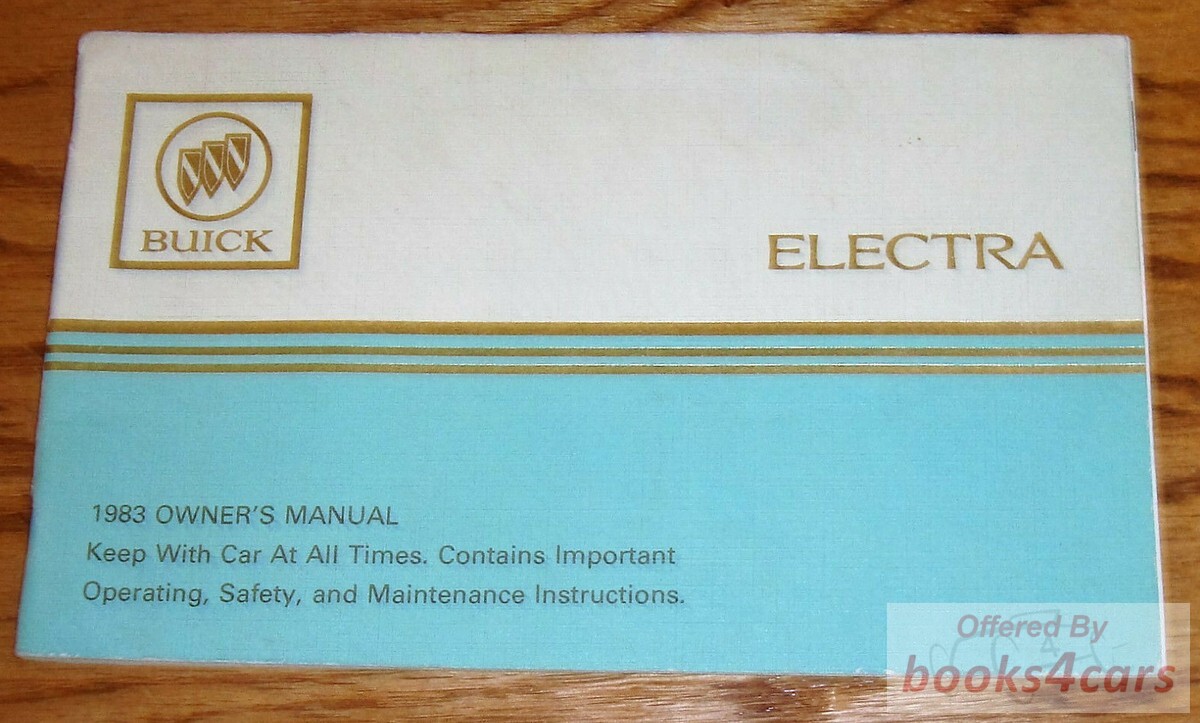 BUICK
ELECTRA
1983 OWNER'S MANUAL
Keep With Car At All Times. Contains Important
Operating, Safety, and Maintenance Instructions.
Offered By
books4cars